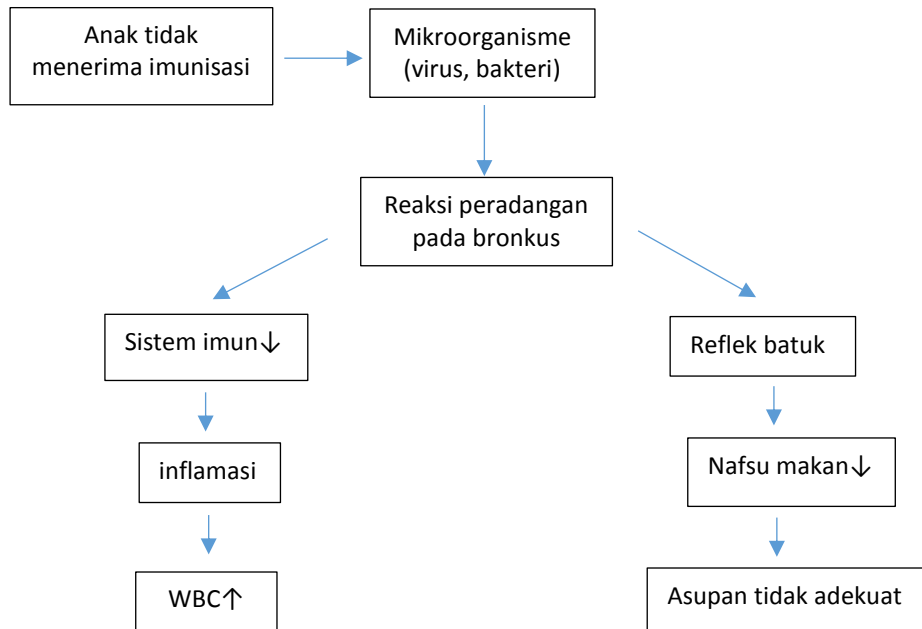 Anak tidak
menerima imunisasi
Mikroorganisme
(virus, bakteri)
Reaksi peradangan
pada bronkus
Sistem imun↓
Reflek batuk
inflamasi
Nafsu makan↓
WBC↑
Asupan tidak adekuat